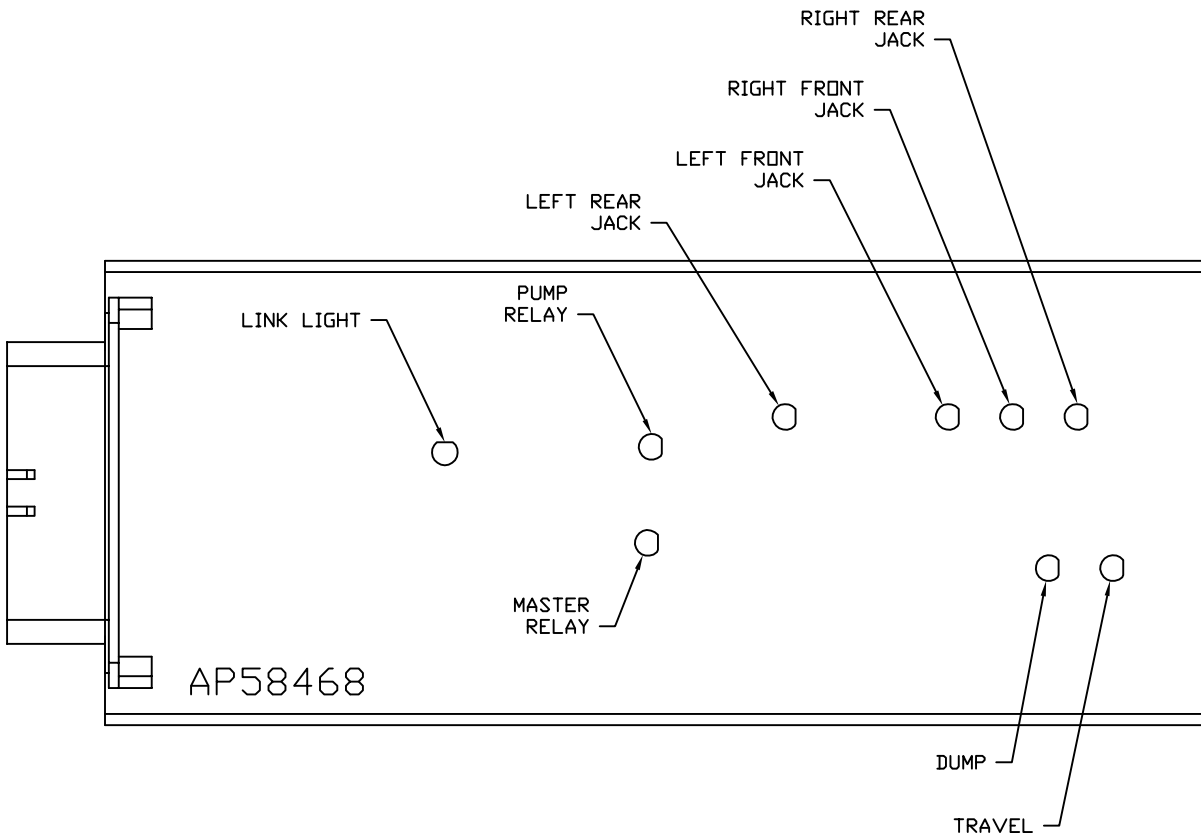 RIGHT REAR
JACK
RIGHT FRONT
JACK
LEFT FRONT
JACK
LEFT REAR
JACK
PUMP
RELAY
LINK LIGHT
MASTER
RELAY
AP58468
DUMP
TRAVEL